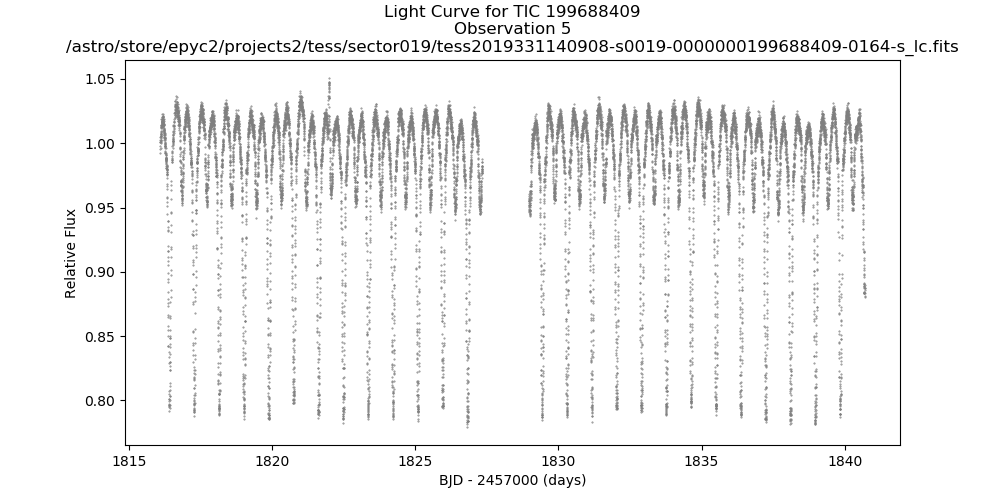 Light Curve for TIC 199688409
Observation 5
/astro/store/epyc2/projects2/tess/sector019/tess2019331140908-s0019-0000000199688409-0164-s_lc.fits
1.05
1.00
0.95
0.90
0.85
0.80
Relative Flux
1815
1820
1825
1830
1835
1840
BJD - 2457000 (days)